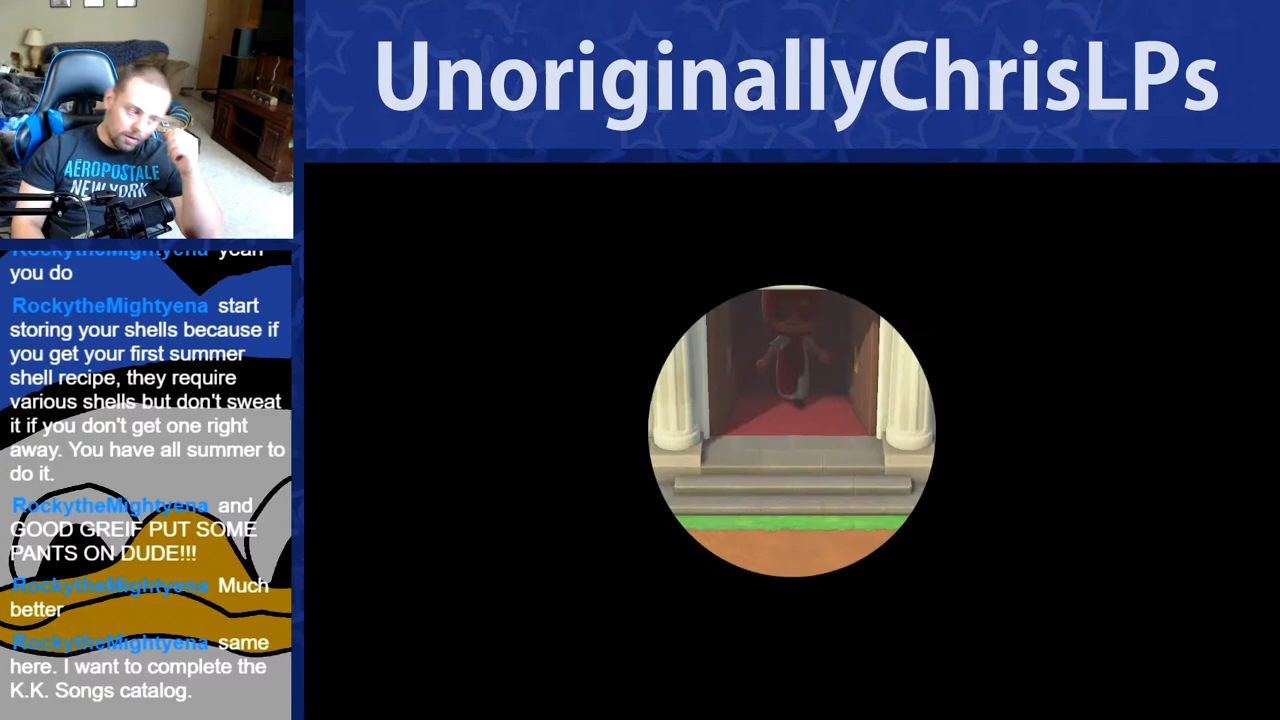 UnoriginallyChrisLPs
AÉROPOSTALE
NEW YORK
RockytheMightyena yeah
you do
RockytheMightyena start
storing your shells because if
you get your first summer
shell recipe, they require
various shells but don't sweat
it if you don't get one right
away. You have all summer to
do it.
RockytheMightyena and
GOOD GREIF PUT SOME
PANTS ON DUDE!!!
RockytheMightyena Much
better
RockytheMightyena same
here. I want to complete the
K.K. Songs catalog.